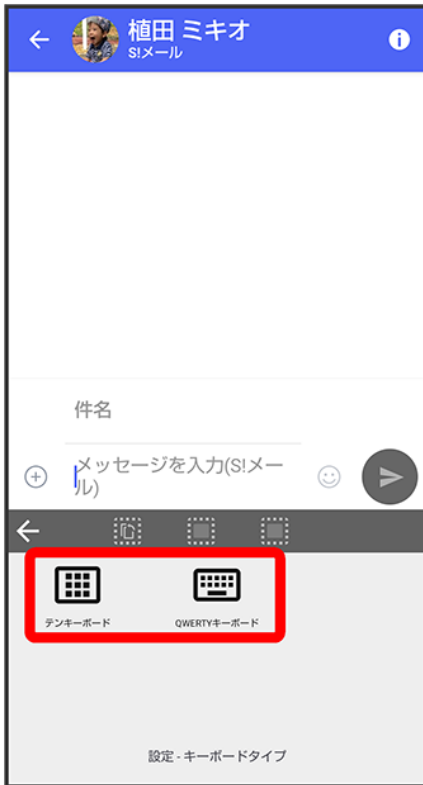 植田 ミキオ
S!メール
件名
メッセージを入力(S!メー
ル)
テンキーボード
QWERTYキーボード
設定 - キーボードタイプ